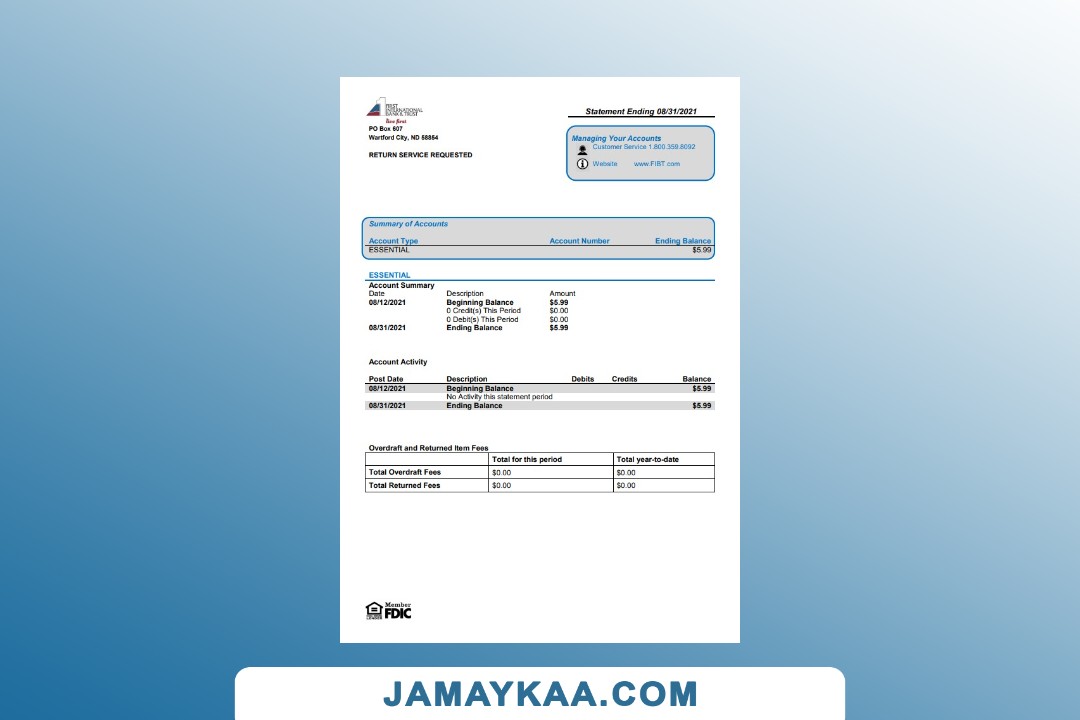 FIRST
INTERNATIONAL
BANK & TRUST
live first.
PO Box 607
Wartford City, ND 58854
RETURN SERVICE REQUESTED
Statement Ending 08/31/2021
Managing Your Accounts
Customer Service 1.800.359.8092
Website www.FIBT.com
Summary of Accounts
Account Type Account Number Ending Balance
ESSENTIAL $5.99
ESSENTIAL
Account Summary
Date Description Amount
08/12/2021 Beginning Balance $5.99
0 Credit(s) This Period $0.00
0 Debit(s) This Period $0.00
08/31/2021 Ending Balance $5.99
Account Activity
Post Date Description Debits Credits Balance
08/12/2021 Beginning Balance $5.99
No Activity this statement period
08/31/2021 Ending Balance $5.99
Overdraft and Returned Item Fees
Total for this period Total year-to-date
Total Overdraft Fees $0.00 $0.00
Total Returned Fees $0.00 $0.00
Member
FDIC
JAMAYKAA.COM